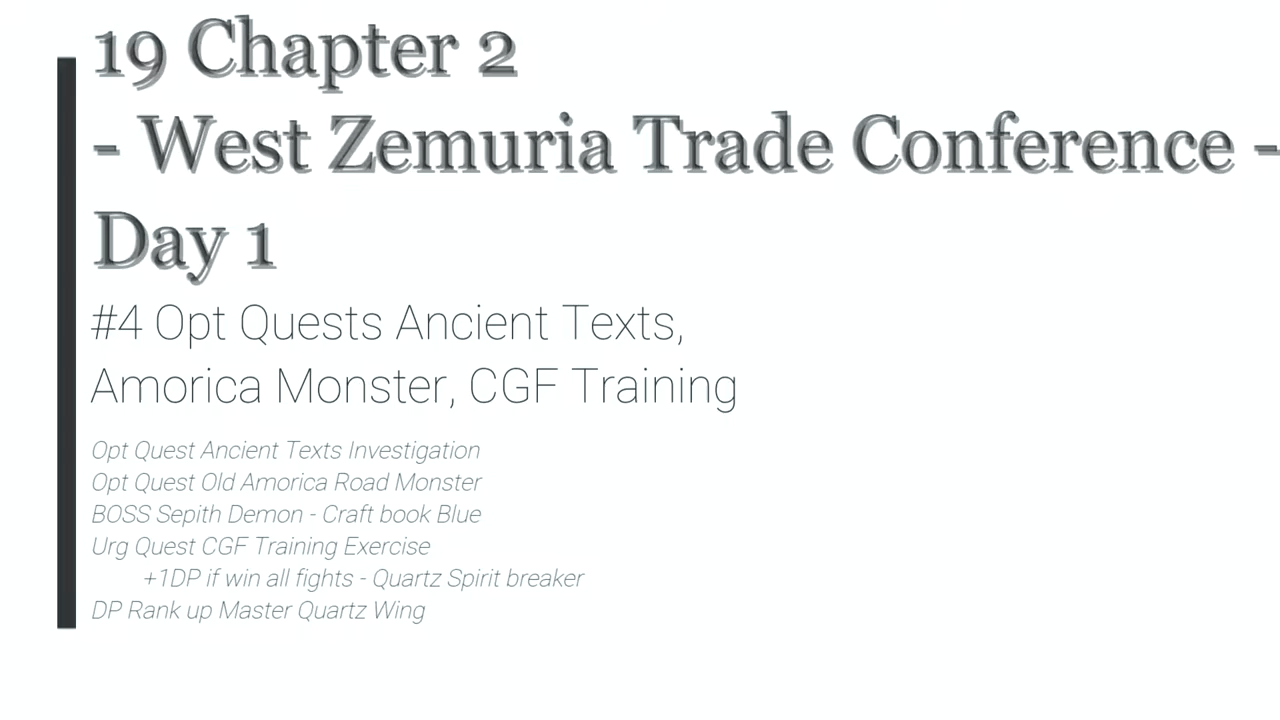 19 Chapter 2
- West Zemuria Trade Conference -
Day 1
#4 Opt Quests Ancient Texts,
Amorica Monster, CGF Training
Opt Quest Ancient Texts Investigation
Opt Quest Old Amorica Road Monster
BOSS Sepith Demon - Craft book Blue
Urg Quest CGF Training Exercise
+1DP if win all fights - Quartz Spirit breaker
DP Rank up Master Quartz Wing